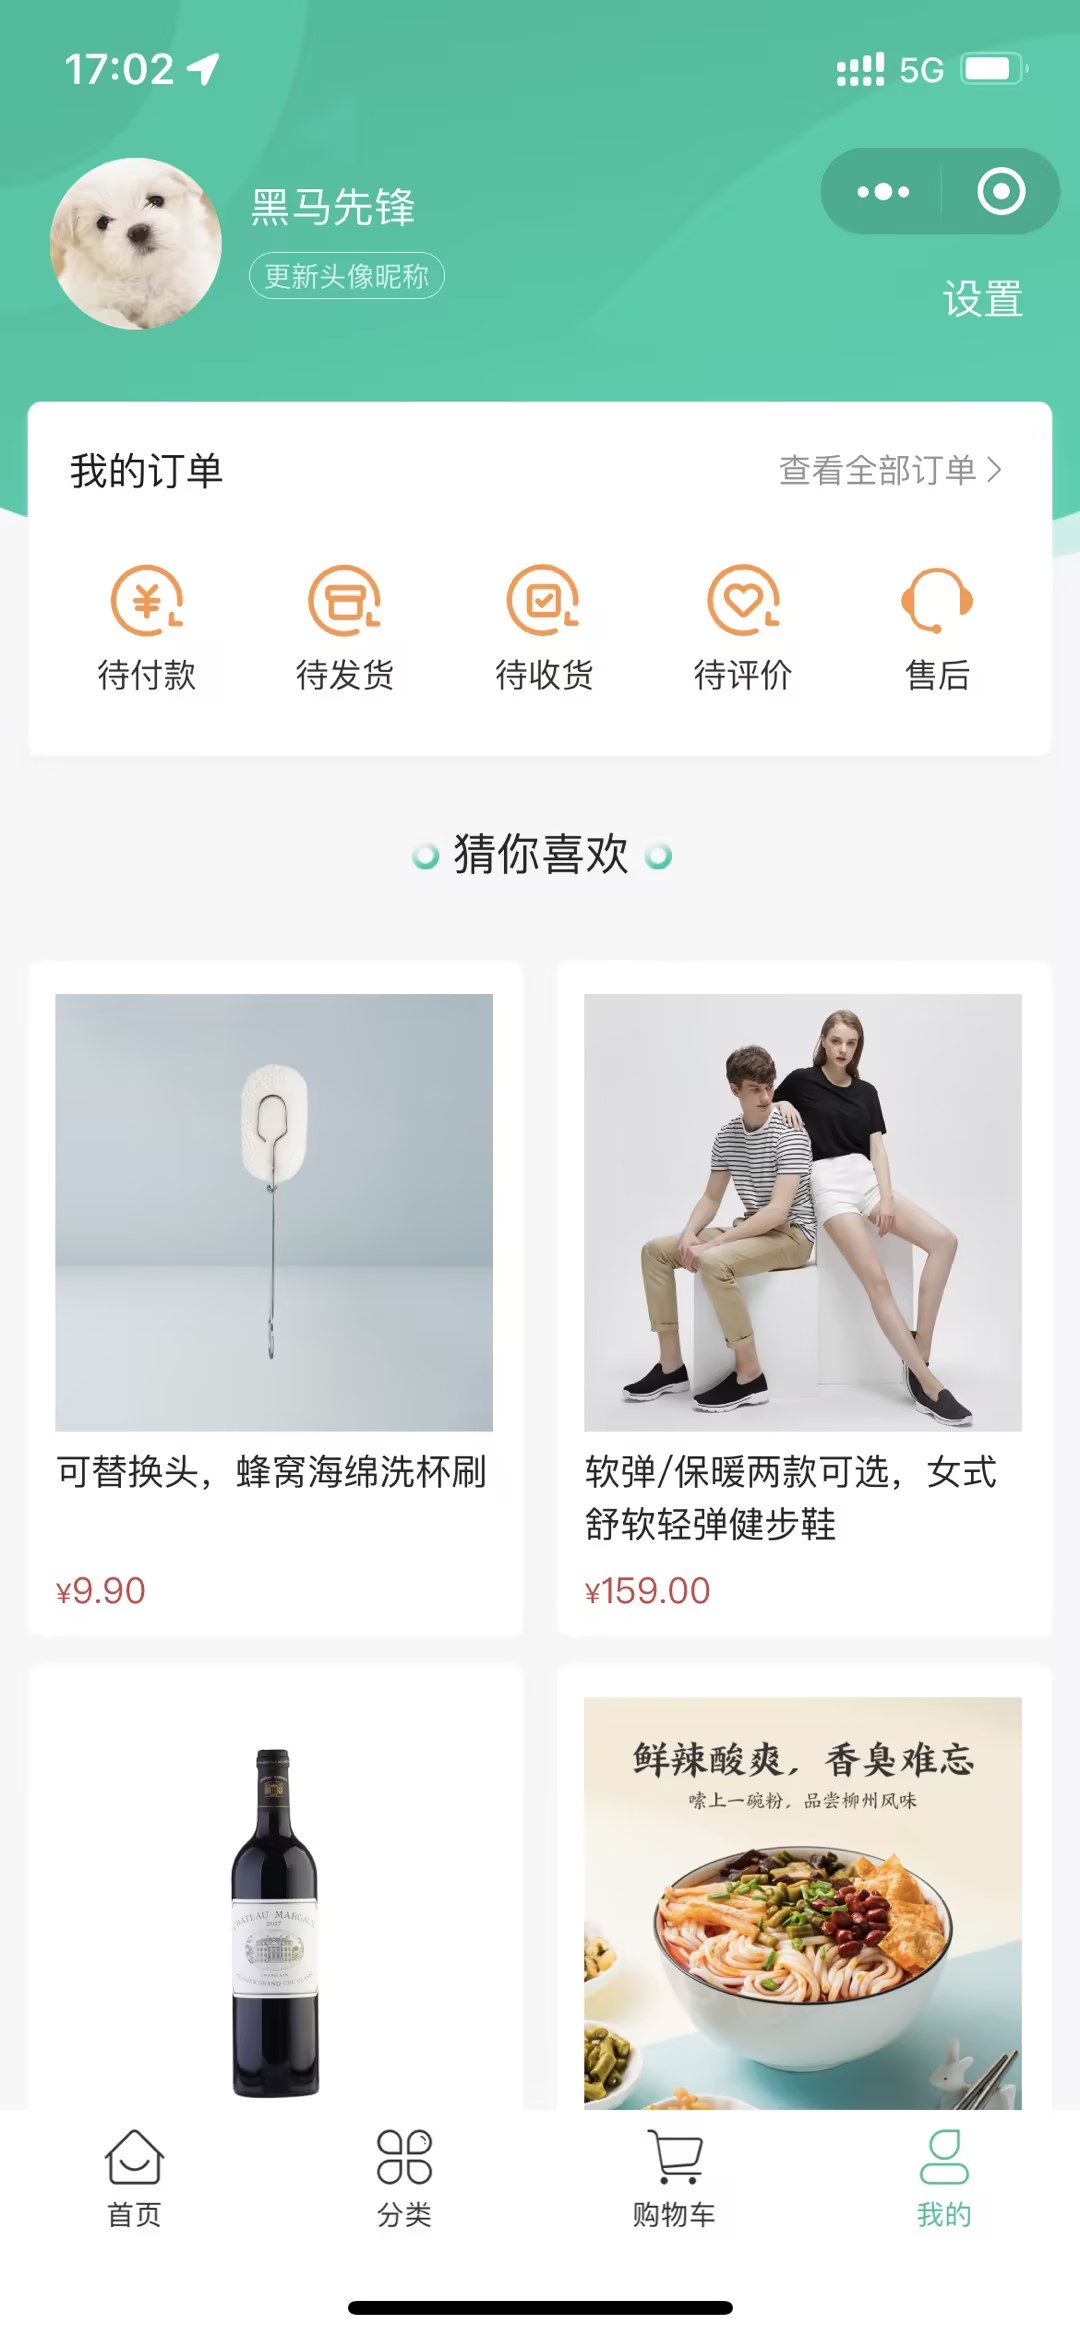 17:02
5G
黑马先锋
更新头像昵称
设置
我的订单
查看全部订单
待付款
待发货
待收货
待评价
售后
猜你喜欢
可替换头，蜂窝海绵洗杯刷
¥9.90
软弹/保暖两款可选，女式
舒软轻弹健步鞋
¥159.00
CHATEAU MARGAUX
2017
鲜辣酸爽，香臭难忘
嗦上一碗粉，品尝柳州风味
首页
分类
购物车
我的